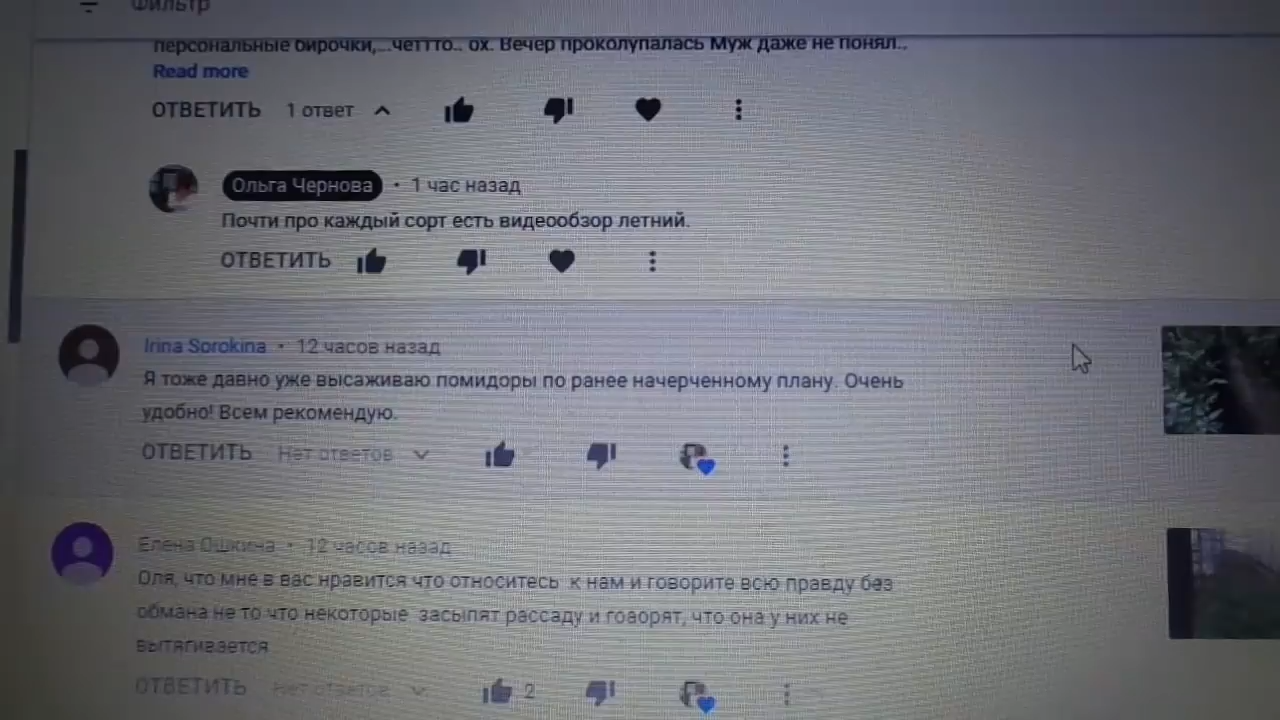 Фильтр
персональные бирочки,...четтто.. ох. Вечер проколупалась Муж даже не понял..
Read more
ОТВЕТИТЬ 1 ответ
Ольга Чернова • 1 час назад
Почти про каждый сорт есть видеообзор летний.
ОТВЕТИТЬ
Irina Sorokina • 12 часов назад
Я тоже давно уже высаживаю помидоры по ранее начерченному плану. Очень
удобно! Всем рекомендую.
ОТВЕТИТЬ Нет ответов
Елена Ошкина • 12 часов назад
Оля, что мне в вас нравится что относитесь к нам и говорите всю правду без
обмана не то что некоторые засыпят рассаду и говорят, что она у них не
вытягивается
ОТВЕТИТЬ Нет ответов 2